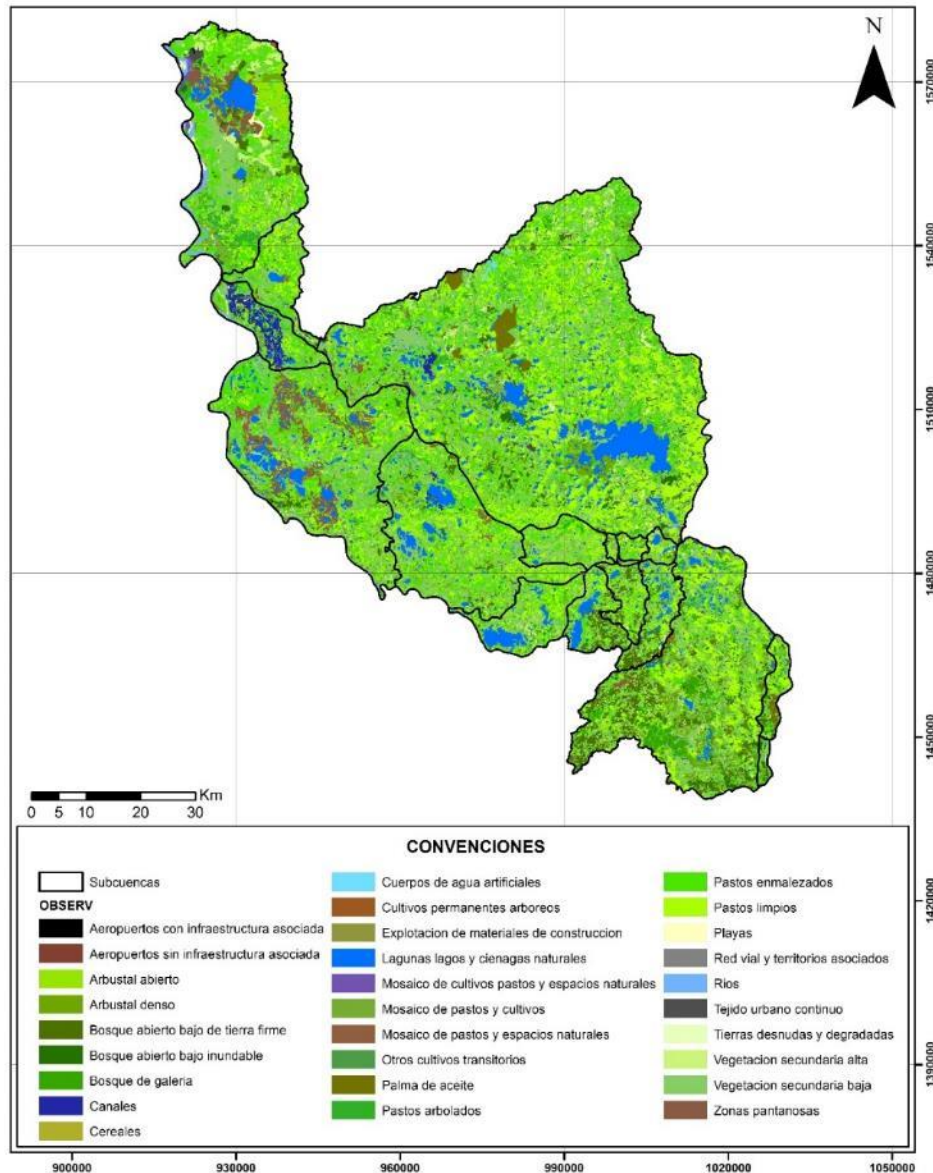 N
1570000
1540000
1510000
1480000
1450000
1420000
1390000
Km
0 5 10 20 30
CONVENCIONES
Subcuencas
OBSERV
Aeropuertos con infraestructura asociada
Aeropuertos sin infraestructura asociada
Arbustal abierto
Arbustal denso
Bosque abierto bajo de tierra firme
Bosque abierto bajo inundable
Bosque de galeria
Canales
Cereales
Cuerpos de agua artificiales
Cultivos permanentes arboreos
Explotacion de materiales de construccion
Lagunas lagos y cienagas naturales
Mosaico de cultivos pastos y espacios naturales
Mosaico de pastos y cultivos
Mosaico de pastos y espacios naturales
Otros cultivos transitorios
Palma de aceite
Pastos arbolados
Pastos enmalezados
Pastos limpios
Playas
Red vial y territorios asociados
Rios
Tejido urbano continuo
Tierras desnudas y degradadas
Vegetacion secundaria alta
Vegetacion secundaria baja
Zonas pantanosas
900000 930000 960000 990000 1020000 1050000